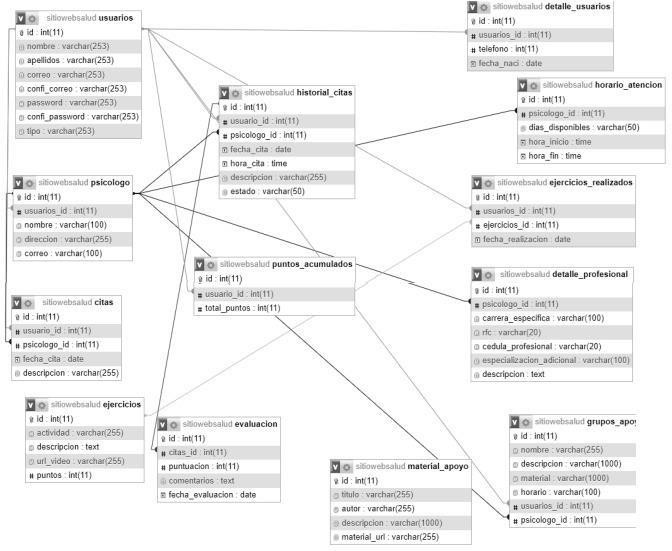 sitiowebsalud usuarios
id : int(11)
nombre : varchar(253)
apellidos : varchar(253)
correo : varchar(253)
confi_correo : varchar(253)
password : varchar(253)
confi_password : varchar(253)
tipo : varchar(253)
sitiowebsalud detalle_usuarios
id : int(11)
# usuarios_id : int(11)
# telefono : int(11)
fecha_naci : date
sitiowebsalud historial_citas
id : int(11)
# usuario_id : int(11)
# psicologo_id : int(11)
fecha_cita : date
hora_cita : time
descripcion : varchar(255)
estado : varchar(50)
sitiowebsalud horario_atencion
id : int(11)
# psicologo_id : int(11)
dias_disponibles : varchar(50)
hora_inicio : time
hora_fin : time
sitiowebsalud psicologo
id : int(11)
# usuarios_id : int(11)
nombre : varchar(100)
direccion : varchar(255)
correo : varchar(100)
sitiowebsalud ejercicios_realizados
id : int(11)
# usuarios_id : int(11)
# ejercicios_id : int(11)
fecha_realizacion : date
sitiowebsalud puntos_acumulados
id : int(11)
# usuario_id : int(11)
# total_puntos : int(11)
sitiowebsalud detalle_profesional
id : int(11)
# psicologo_id : int(11)
carrera_especifica : varchar(100)
rfc : varchar(20)
cedula_profesional : varchar(20)
especializacion_adicional : varchar(100)
descripcion : text
sitiowebsalud citas
id : int(11)
# usuario_id : int(11)
# psicologo_id : int(11)
fecha_cita : date
descripcion : varchar(255)
sitiowebsalud ejercicios
id : int(11)
actividad : varchar(255)
descripcion : text
url_video : varchar(255)
# puntos : int(11)
sitiowebsalud evaluacion
id : int(11)
# citas_id : int(11)
# puntuacion : int(11)
comentarios : text
fecha_evaluacion : date
sitiowebsalud material_apoyo
id : int(11)
titulo : varchar(255)
autor : varchar(255)
descripcion : varchar(1000)
material_url : varchar(255)
sitiowebsalud grupos_apoy
id : int(11)
nombre : varchar(255)
descripcion : varchar(1000)
material : varchar(1000)
horario : varchar(100)
# usuarios_id : int(11)
# psicologo_id : int(11)